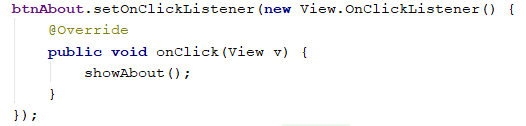 btnAbout.setOnClickListener(new View.OnClickListener() {
    @Override
    public void onClick(View v) {
        showAbout();
    }
});